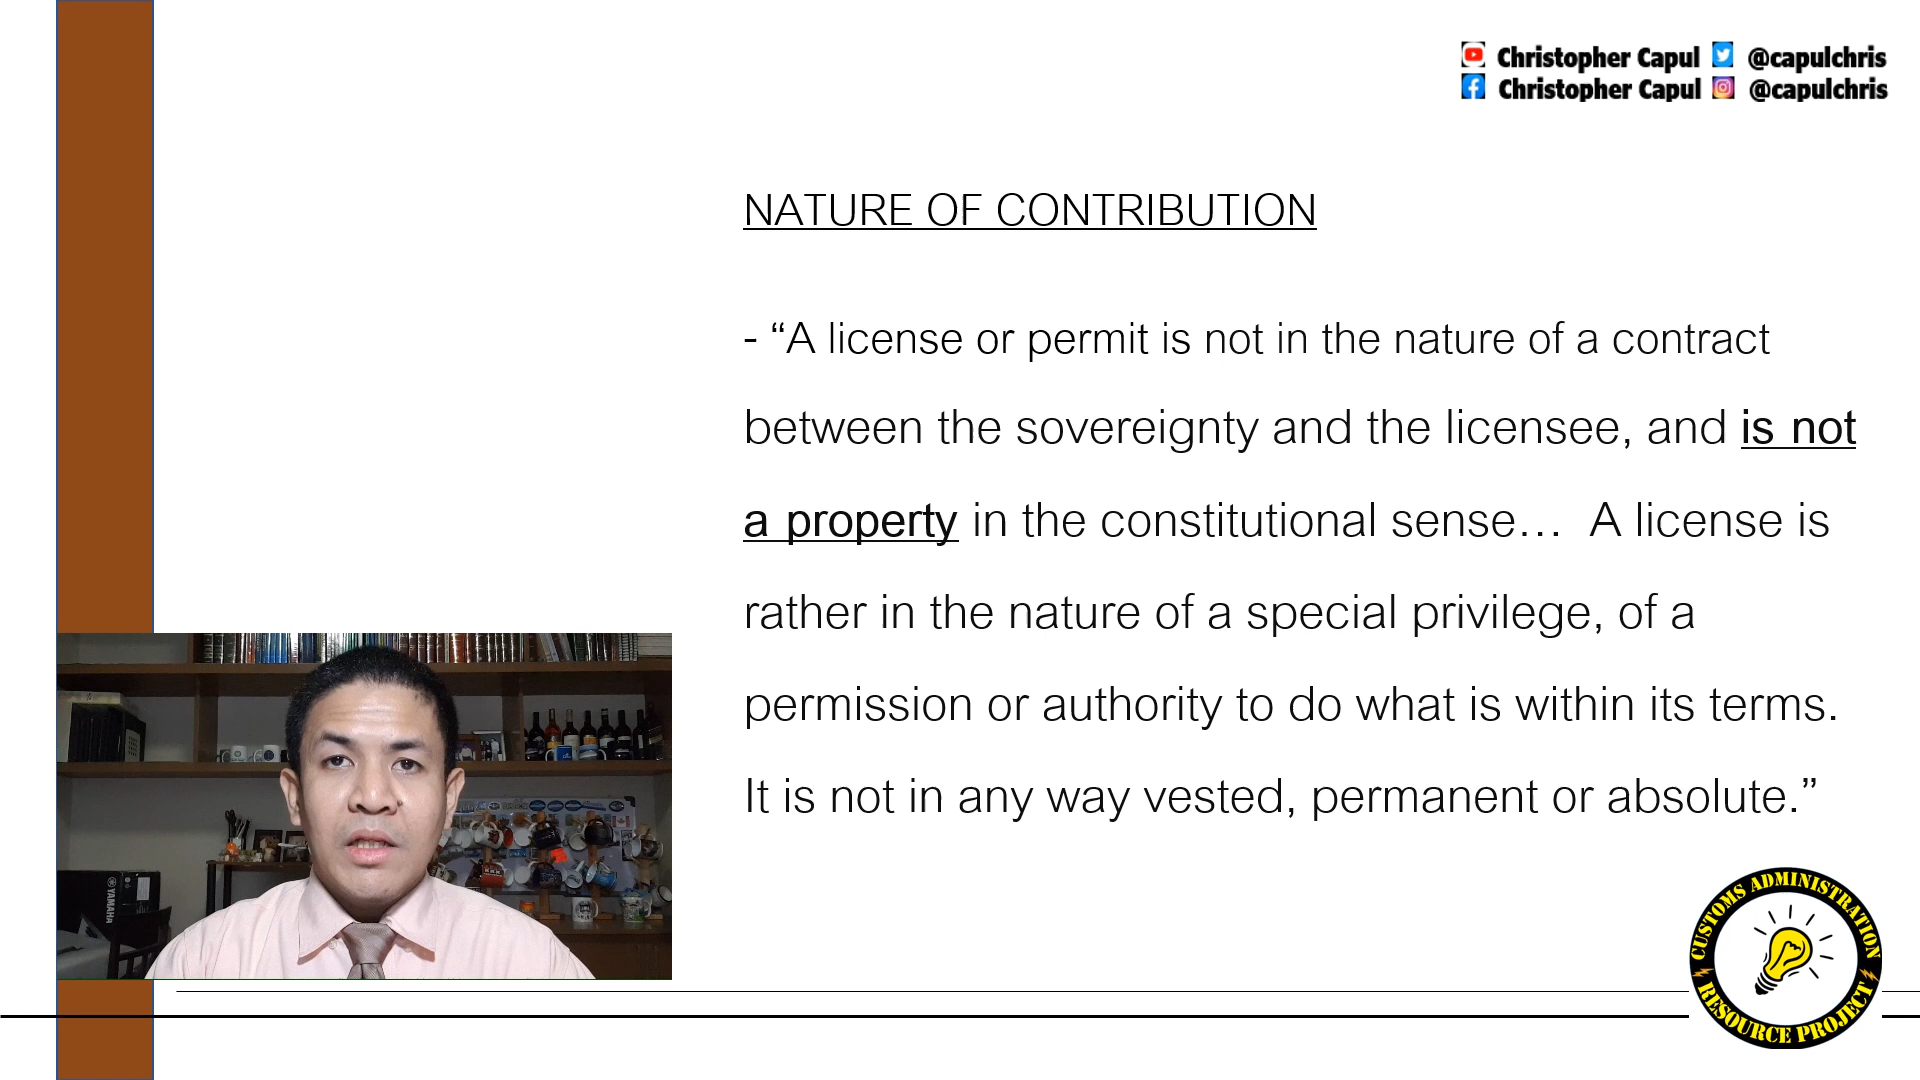 Christopher Capul @capulchris
Christopher Capul @capulchris
NATURE OF CONTRIBUTION
- “A license or permit is not in the nature of a contract
between the sovereignty and the licensee, and is not
a property in the constitutional sense… A license is
rather in the nature of a special privilege, of a
permission or authority to do what is within its terms.
It is not in any way vested, permanent or absolute.”
YAMAHA
CUSTOMS ADMINISTRATION
RESOURCE PROJECT